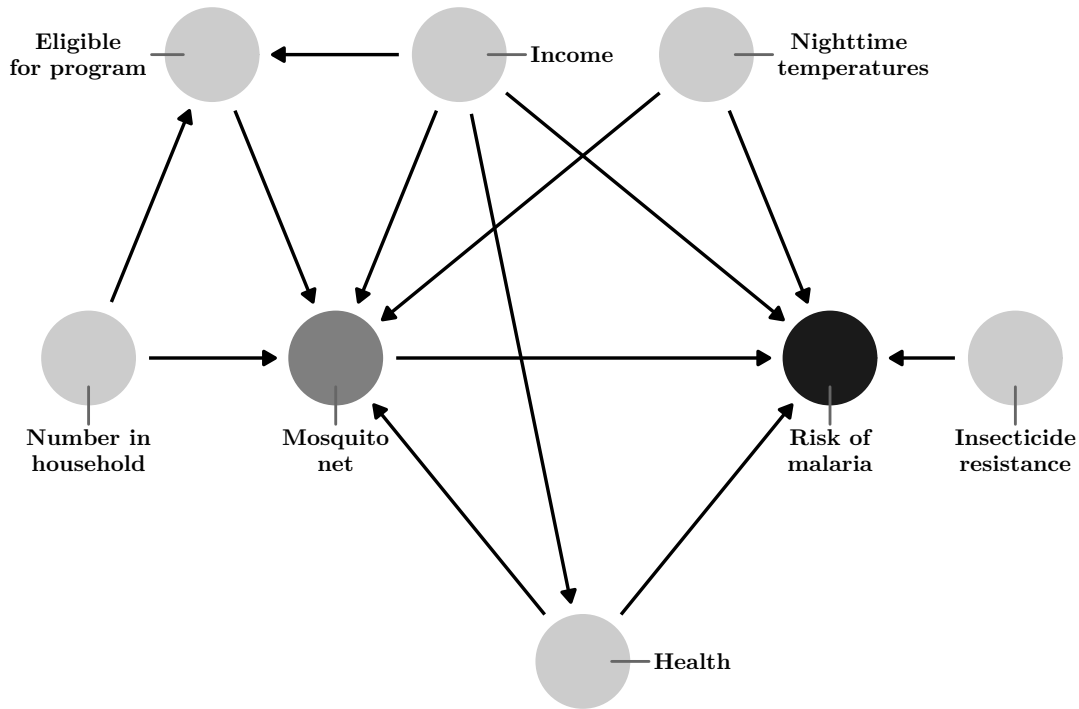 Eligible
for program
Income
Nighttime
temperatures
Number in
household
Mosquito
net
Risk of
malaria
Insecticide
resistance
Health